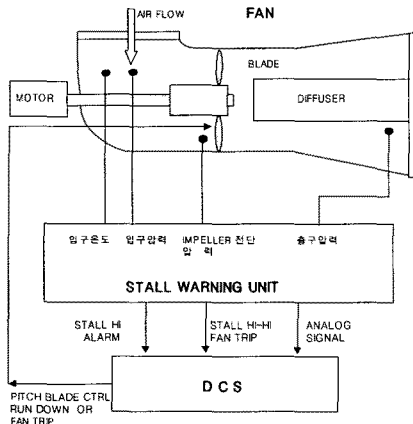 FAN
AIR FLOW
BLADE
MOTOR
DIFFUSER
입구온도 입구압력 IMPELLER 전단 압력 출구압력
STALL WARNING UNIT
STALL HI ALARM
STALL HI-HI FAN TRIP
ANALOG SIGNAL
DCS
PITCH BLADE CTRL
RUN DOWN OR
FAN TRIP